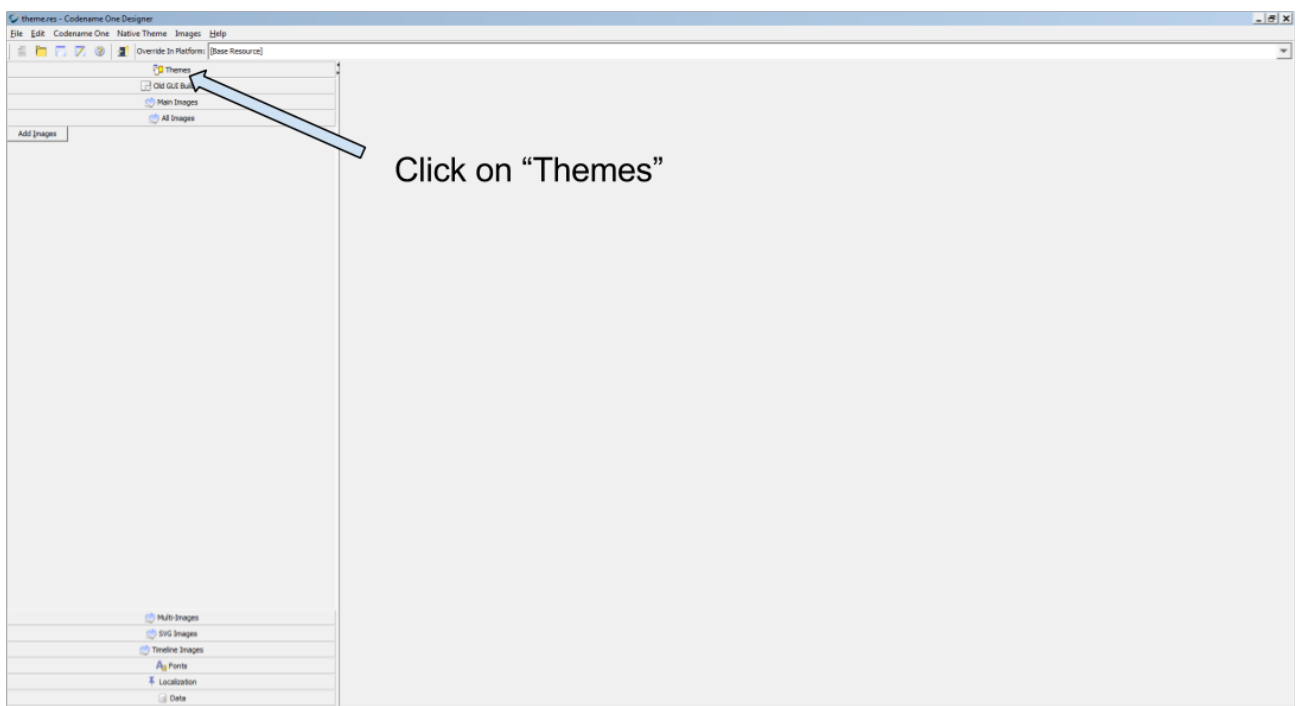 theme.res - Codename One Designer
File Edit Codename One Native Theme Images Help
Override In Platform: [Base Resource]
Themes
Old GUI Buil
Main Images
All Images
Add Images
Click on “Themes”
Multi-Images
SVG Images
Timeline Images
Fonts
Localization
Data